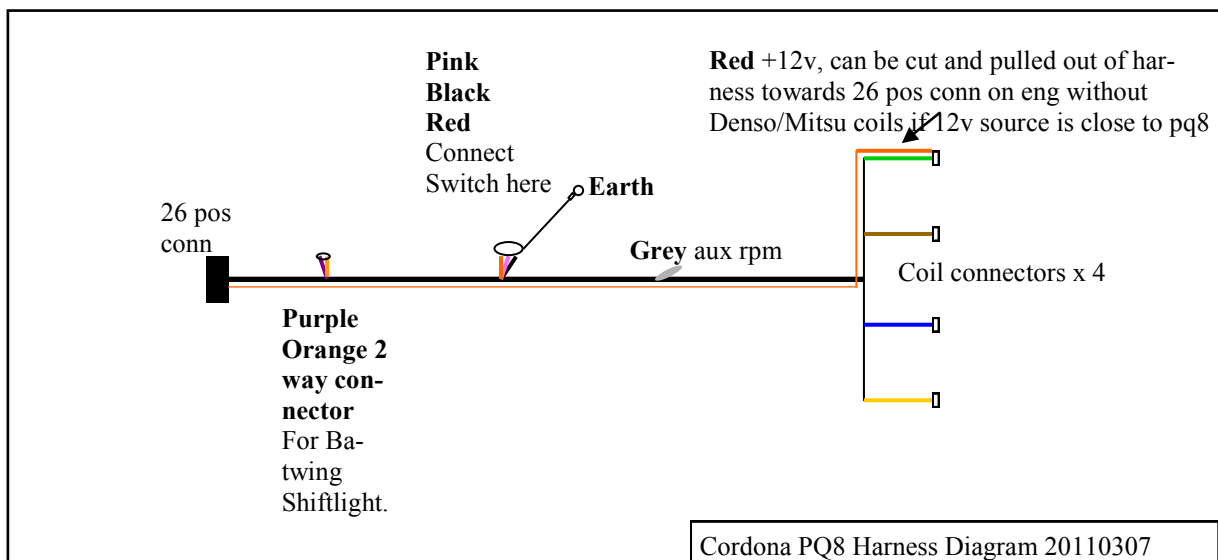 Pink
Black
Red
Connect
Switch here
Red +12v, can be cut and pulled out of har-
ness towards 26 pos conn on eng without
Denso/Mitsu coils if 12v source is close to pq8
Earth
26 pos
conn
Grey aux rpm
Coil connectors x 4
Purple
Orange 2
way con-
nector
For Ba-
twing
Shiftlight.
Cordona PQ8 Harness Diagram 20110307